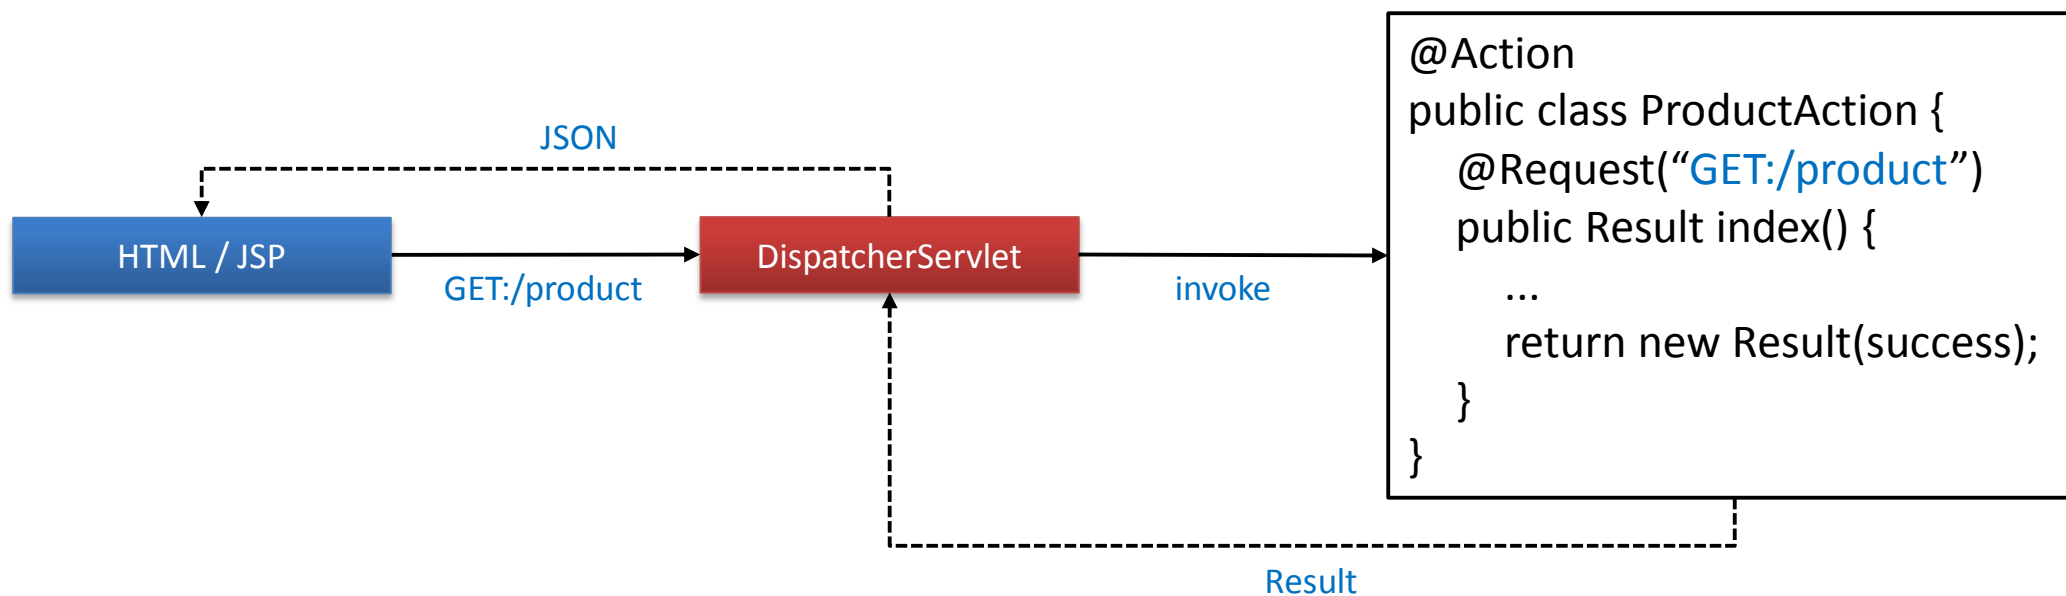 JSON
HTML / JSP
GET:/product
DispatcherServlet
invoke
@Action
public class ProductAction {
@Request(“GET:/product”)
public Result index() {
...
return new Result(success);
}
}
Result